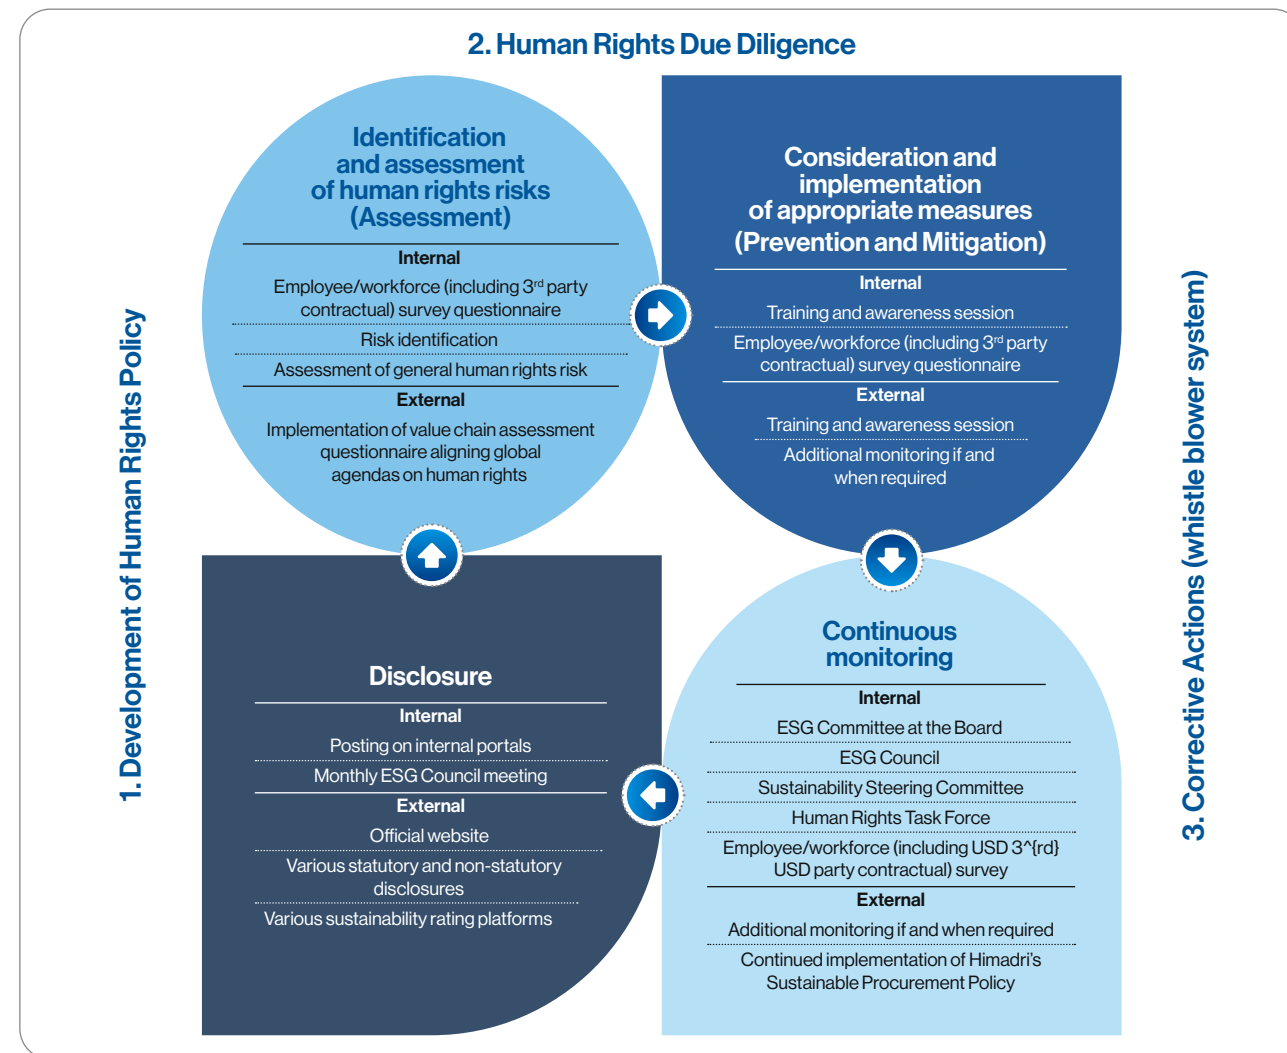 2. Human Rights Due Diligence
1. Development of Human Rights Policy
Identification
and assessment
of human rights risks
(Assessment)
Internal
Employee/workforce (including 3rd party
contractual) survey questionnaire
Risk identification
Assessment of general human rights risk
External
Implementation of value chain assessment
questionnaire aligning global
agendas on human rights
Consideration and
implementation
of appropriate measures
(Prevention and Mitigation)
Internal
Training and awareness session
Employee/workforce (including 3rd party
contractual) survey questionnaire
External
Training and awareness session
Additional monitoring if and
when required
Continuous
monitoring
Internal
ESG Committee at the Board
ESG Council
Sustainability Steering Committee
Human Rights Task Force
Employee/workforce (including USD 3^{rd}
USD party contractual) survey
External
Additional monitoring if and when required
Continued implementation of Himadri's
Sustainable Procurement Policy
Disclosure
Internal
Posting on internal portals
Monthly ESG Council meeting
External
Official website
Various statutory and non-statutory
disclosures
Various sustainability rating platforms
3. Corrective Actions (whistle blower system)